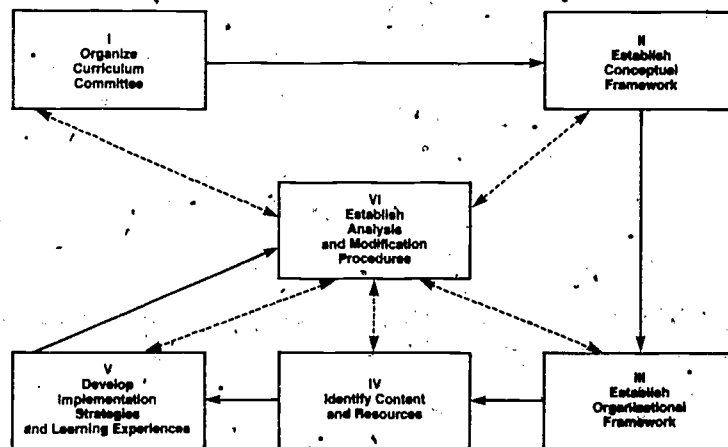 I
Organize
Curriculum
Committee
II
Establish
Conceptual
Framework
VI
Establish
Analysis
and Modification
Procedures
V
Develop
Implementation
Strategies
and Learning Experiences
IV
Identify Content
and Resources
III
Establish
Organizational
Framework